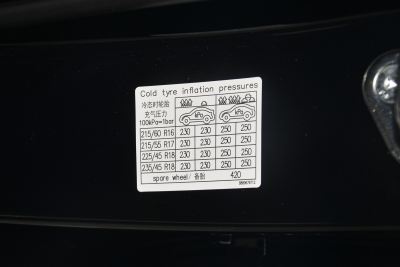 Cold tyre inflation pressures
冷态时轮胎
充气压力
100kPa=1bar
kPa kPa
215/60 R16 230 230 250 250
215/55 R17 230 230 250 250
225/45 R18 230 230 250 250
235/45 R18 230 230 250 250
spare wheel/备胎 420